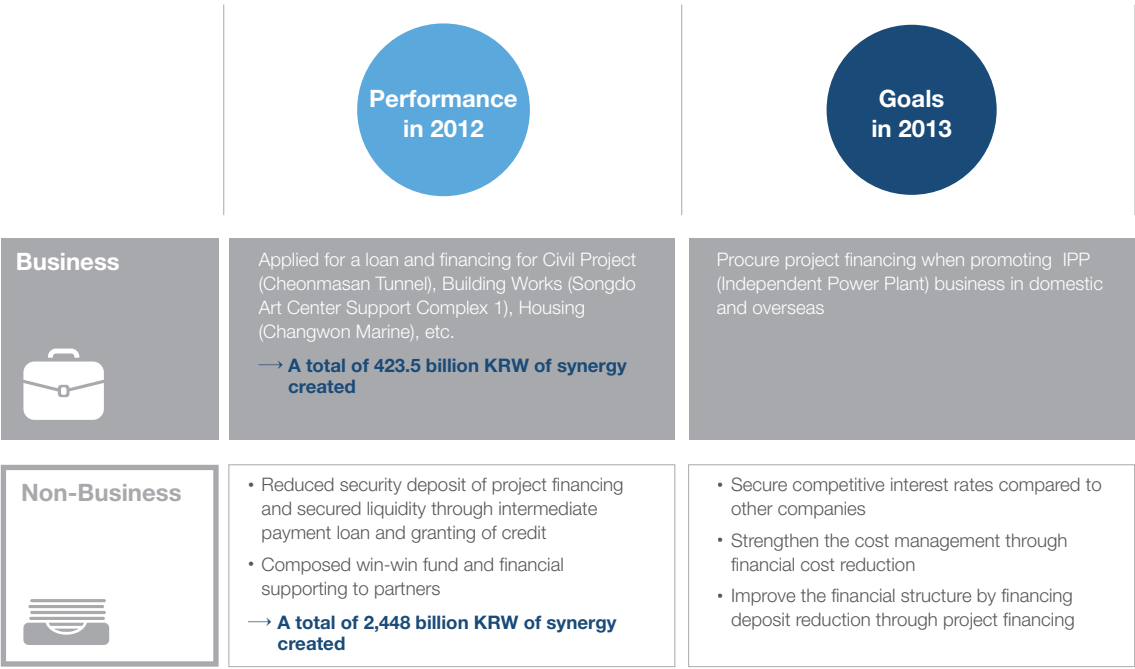 Performance
in 2012
Goals
in 2013
Business
Applied for a loan and financing for Civil Project
(Cheonmasan Tunnel), Building Works (Songdo
Art Center Support Complex 1), Housing
(Changwon Marine), etc.
→ A total of 423.5 billion KRW of synergy
created
Procure project financing when promoting IPP
(Independent Power Plant) business in domestic
and overseas
Non-Business
• Reduced security deposit of project financing
and secured liquidity through intermediate
payment loan and granting of credit
• Composed win-win fund and financial
supporting to partners
→ A total of 2,448 billion KRW of synergy
created
• Secure competitive interest rates compared to
other companies
• Strengthen the cost management through
financial cost reduction
• Improve the financial structure by financing
deposit reduction through project financing